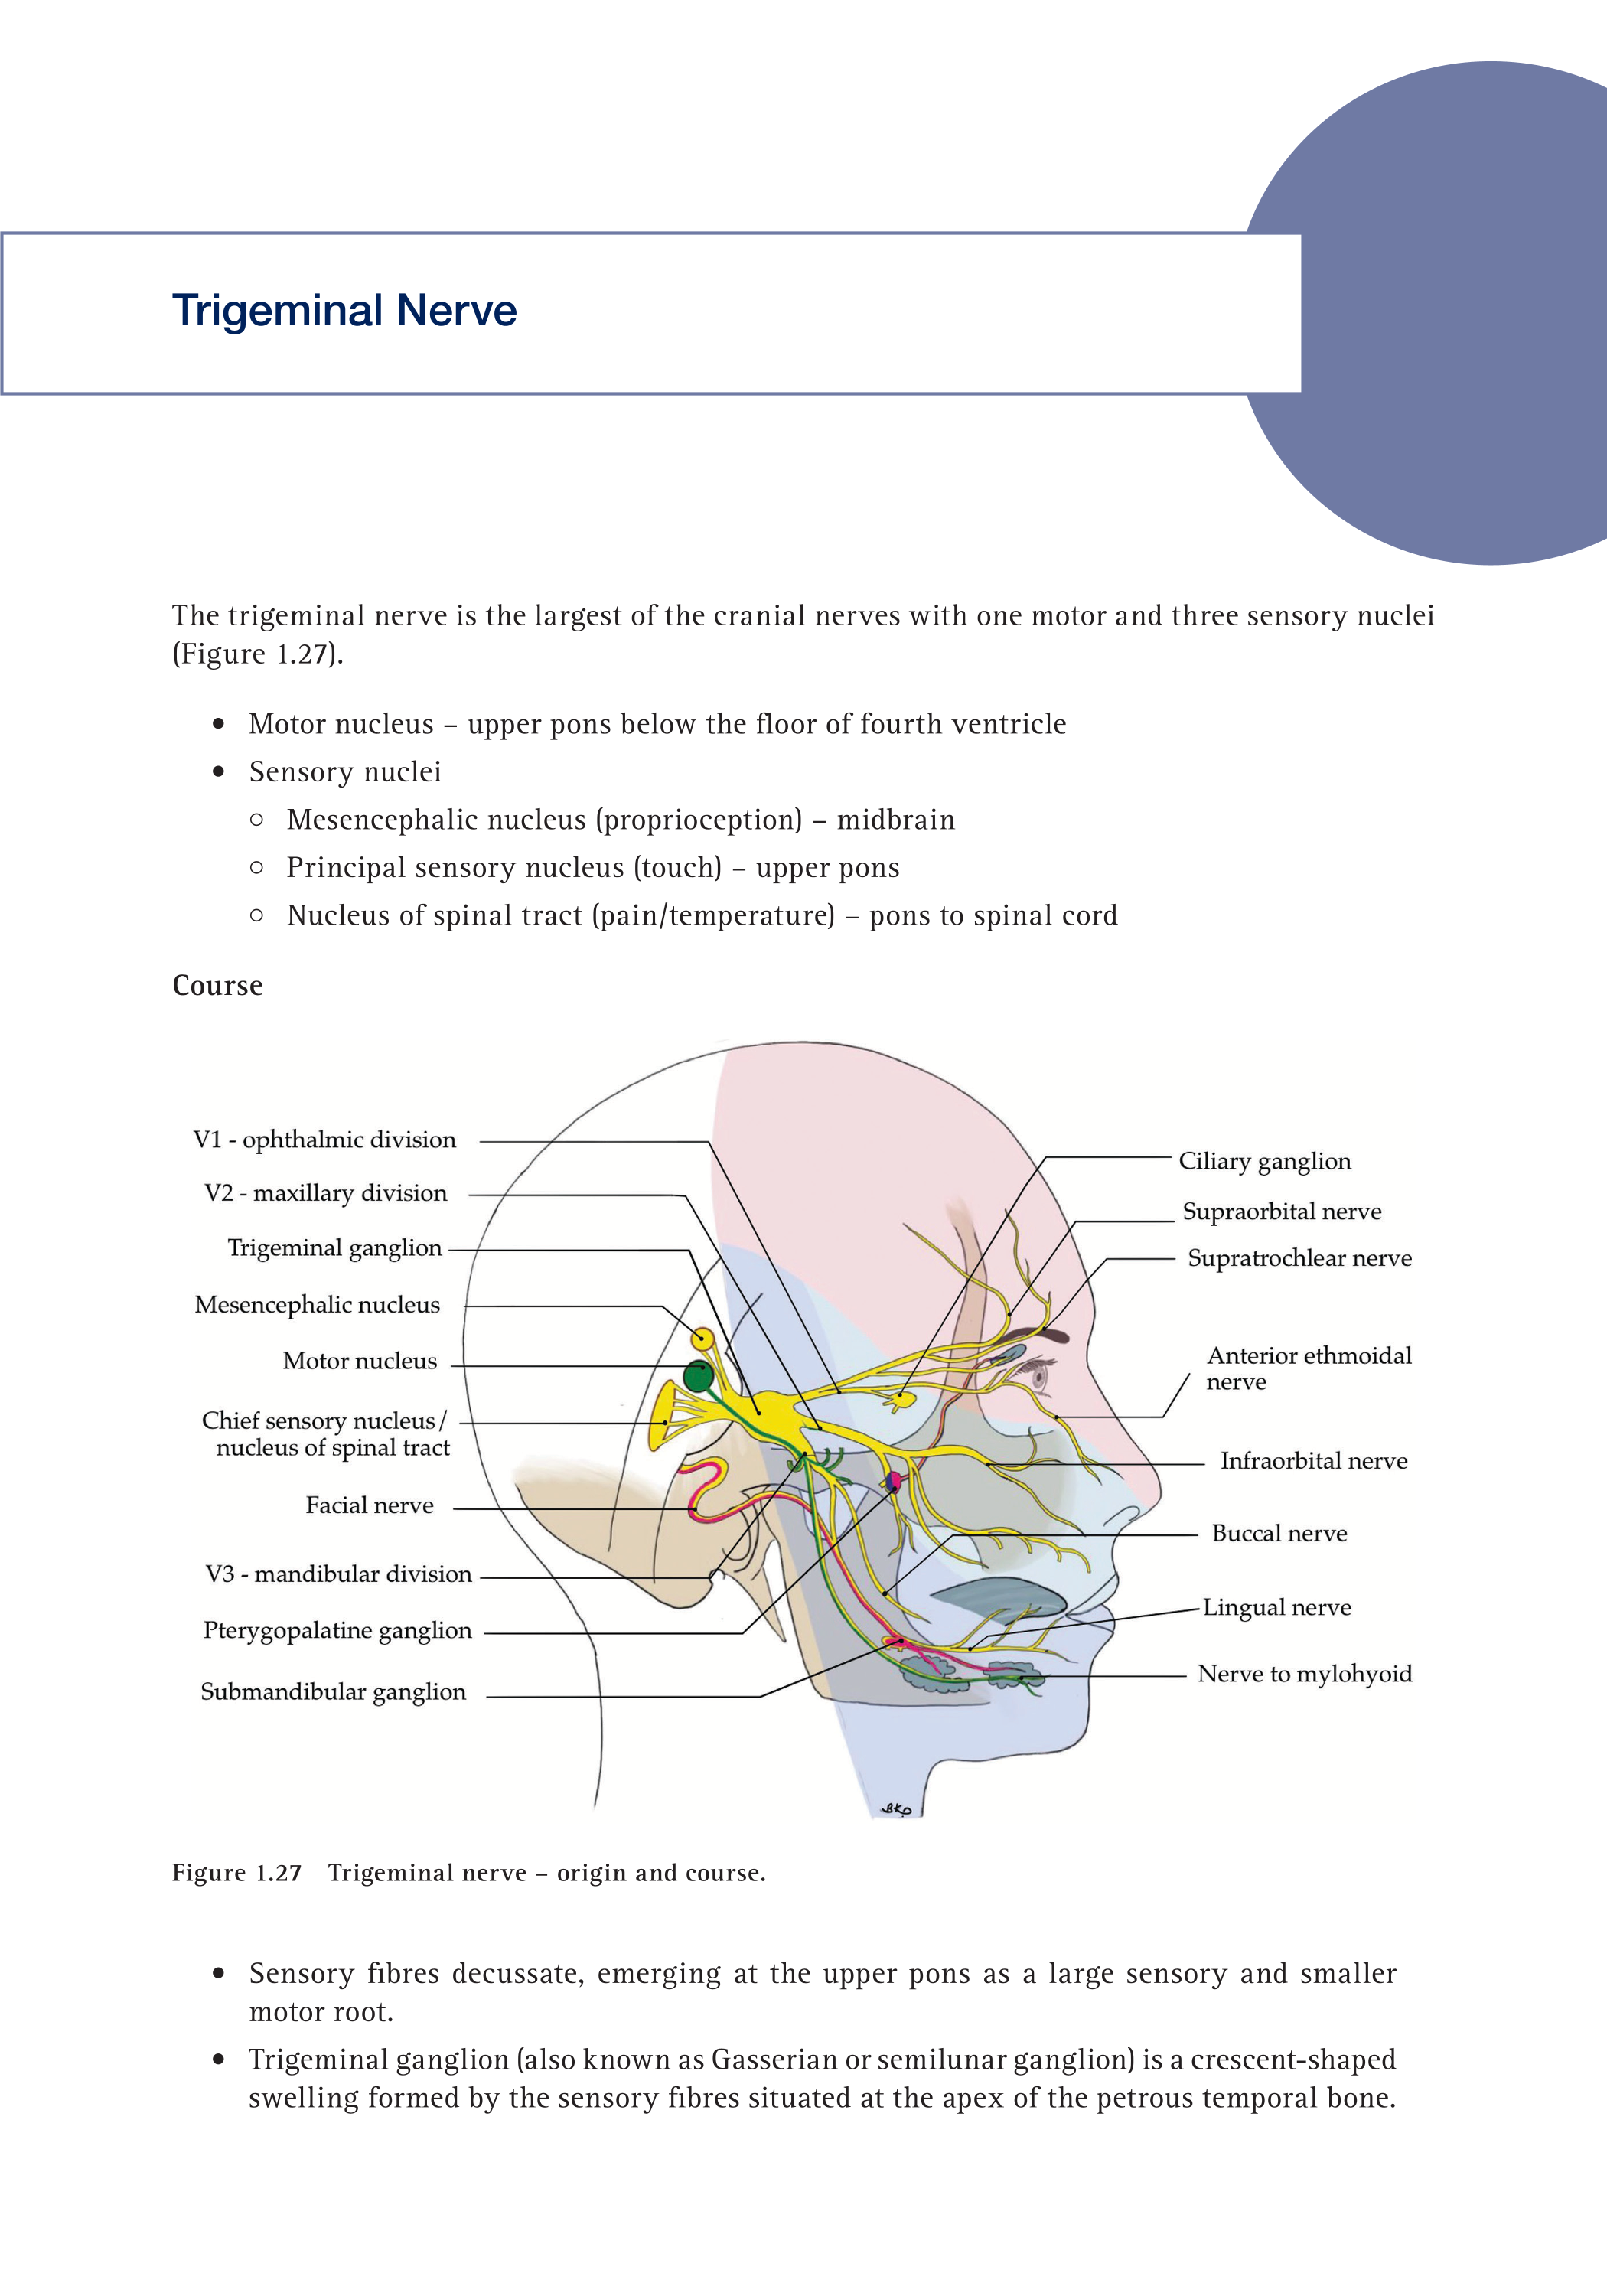 Trigeminal Nerve
The trigeminal nerve is the largest of the cranial nerves with one motor and three sensory nuclei
(Figure 1.27).
• Motor nucleus – upper pons below the floor of fourth ventricle
• Sensory nuclei
○ Mesencephalic nucleus (proprioception) – midbrain
○ Principal sensory nucleus (touch) – upper pons
○ Nucleus of spinal tract (pain/temperature) – pons to spinal cord
Course
V1 - ophthalmic division
V2 - maxillary division
Trigeminal ganglion
Mesencephalic nucleus
Motor nucleus
Chief sensory nucleus/
nucleus of spinal tract
Facial nerve
V3 - mandibular division
Pterygopalatine ganglion
Submandibular ganglion
Ciliary ganglion
Supraorbital nerve
Supratrochlear nerve
Anterior ethmoidal
nerve
Infraorbital nerve
Buccal nerve
Lingual nerve
Nerve to mylohyoid
BKD
Figure 1.27 Trigeminal nerve – origin and course.
• Sensory fibres decussate, emerging at the upper pons as a large sensory and smaller
motor root.
• Trigeminal ganglion (also known as Gasserian or semilunar ganglion) is a crescent-shaped
swelling formed by the sensory fibres situated at the apex of the petrous temporal bone.